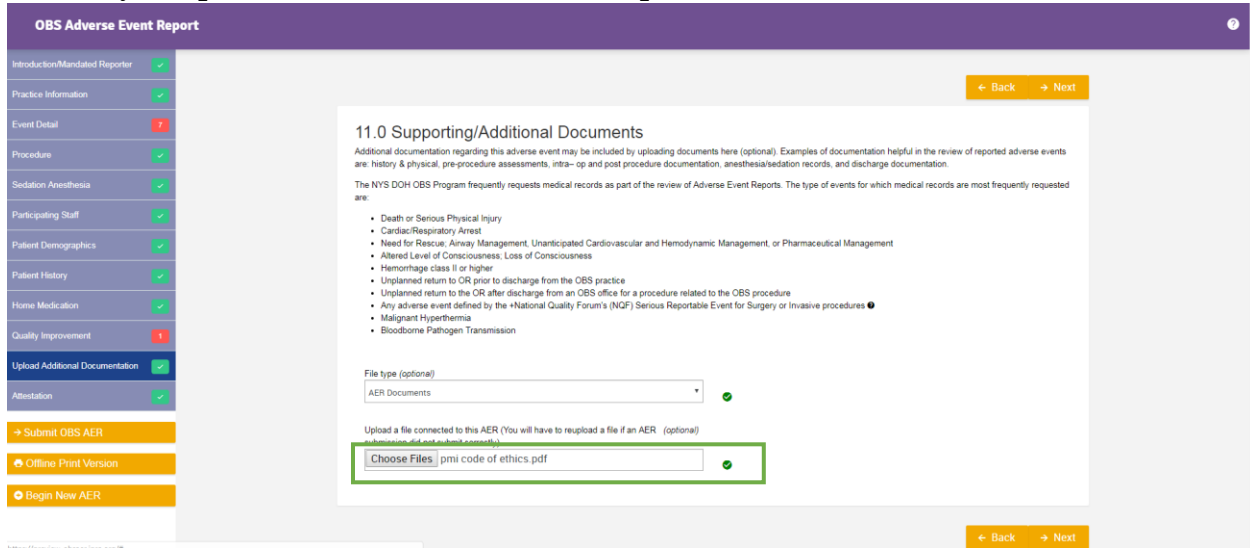 OBS Adverse Event Report
Introduction/Mandated Reporter
Practice Information
Event Detail 7
Procedure
Sedation Anesthesia
Participating Staff
Patient Demographics
Patient History
Home Medication
Quality Improvement 1
Upload Additional Documentation
Attestation
→ Submit OBS AER
Offline Print Version
Begin New AER
← Back → Next
11.0 Supporting/Additional Documents
Additional documentation regarding this adverse event may be included by uploading documents here (optional). Examples of documentation helpful in the review of reported adverse events
are: history & physical, pre-procedure assessments, intra– op and post procedure documentation, anesthesia/sedation records, and discharge documentation.
The NYS DOH OBS Program frequently requests medical records as part of the review of Adverse Event Reports. The type of events for which medical records are most frequently requested
are:
• Death or Serious Physical Injury
• Cardiac/Respiratory Arrest
• Need for Rescue; Airway Management, Unanticipated Cardiovascular and Hemodynamic Management, or Pharmaceutical Management
• Altered Level of Consciousness; Loss of Consciousness
• Hemorrhage class II or higher
• Unplanned return to OR prior to discharge from the OBS practice
• Unplanned return to the OR after discharge from an OBS office for a procedure related to the OBS procedure
• Any adverse event defined by the +National Quality Forum's (NQF) Serious Reportable Event for Surgery or Invasive procedures
• Malignant Hyperthermia
• Bloodborne Pathogen Transmission
File type (optional)
AER Documents
Upload a file connected to this AER (You will have to reupload a file if an AER (optional)
submission did not submit correctly)
Choose Files pmi code of ethics.pdf
← Back → Next